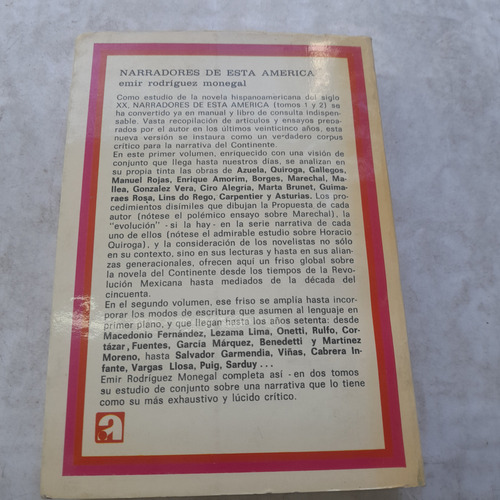 NARRADORES DE ESTA AMERICA
emir rodríguez monegal
Como estudio de la novela hispanoamericana del siglo
XX, NARRADORES DE ESTA AMERICA (tomos 1 y 2) se
ha convertido ya en manual y libro de consulta indispen-
sable. Vasta recopilación de artículos y ensayos prepara-
dos por el autor en los últimos veinticinco años, esta
nueva versión se instaura como un verdadero corpus
crítico para la narrativa del Continente.
En este primer volumen, enriquecido con una visión de
conjunto que llega hasta nuestros días, se analizan en
su propia tinta las obras de Azuela, Quiroga, Gallegos,
Manuel Rojas, Enrique Amorim, Borges, Marechal, Ma-
llea, Gonzalez Vera, Ciro Alegría, Marta Brunet, Guima-
raes Rosa, Lins do Rego, Carpentier y Asturias. Los pro-
cedimientos disímiles que dibujan la Propuesta de cada
autor (nótese el polémico ensayo sobre Marechal), la
"evolución" - si la hay - en la serie narrativa de cada
uno de ellos (nótese el admirable estudio sobre Horacio
Quiroga), y la consideración de los novelistas no sólo
en su contexto, sino en sus lecturas y hasta en sus alian-
zas generacionales, ofrecen aquí un friso global sobre
la novela del Continente desde los tiempos de la Revo-
lución Mexicana hasta mediados de la década del
cincuenta.
En el segundo volumen, ese friso se amplía hasta incor-
porar los modos de escritura que asumen al lenguaje en
primer plano, y que llegan hasta los años setenta: desde
Macedonio Fernández, Lezama Lima, Onetti, Rulfo, Cor-
tázar, Fuentes, García Márquez, Benedetti y Martínez
Moreno, hasta Salvador Garmendia, Viñas, Cabrera In-
fante, Vargas Llosa, Puig, Sarduy ...
Emir Rodríguez Monegal completa así - en dos tomos
su estudio de conjunto sobre una narrativa que lo tiene
como su más exhaustivo y lúcido crítico.
a